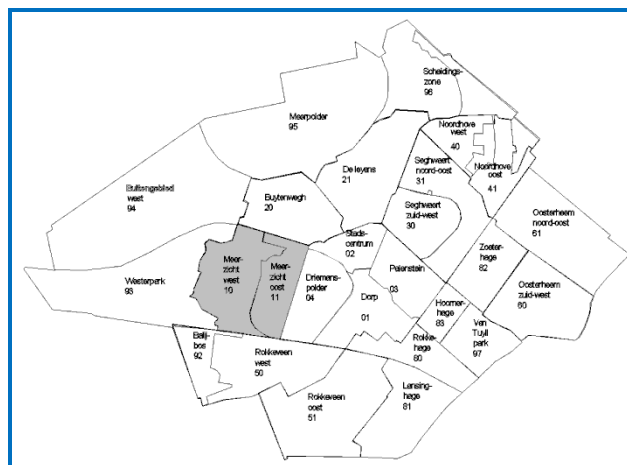 Scheidings-
zone
96
Meerpolder
95
Noordhove
west
40
Noordhove
oost
41
De leyens
21
Seghwaert
noord-oost
31
Buitengebied
west
94
Buytenwegh
20
Seghwaert
zuid-west
30
Oosterheem
noord-oost
61
Stads-
centrum
02
Zoeter-
hage
82
Meer-
zicht
west
10
Meer-
zicht
oost
11
Driemens-
polder
04
Palenstein
03
Westerpark
93
Oosterheem
zuid-west
60
Dorp
01
Hoorner-
hage
83
Van
Tuyll
park
97
Rokke-
hage
80
Balij-
bos
92
Rokkeveen
west
50
Lansing-
hage
81
Rokkeveen
oost
51